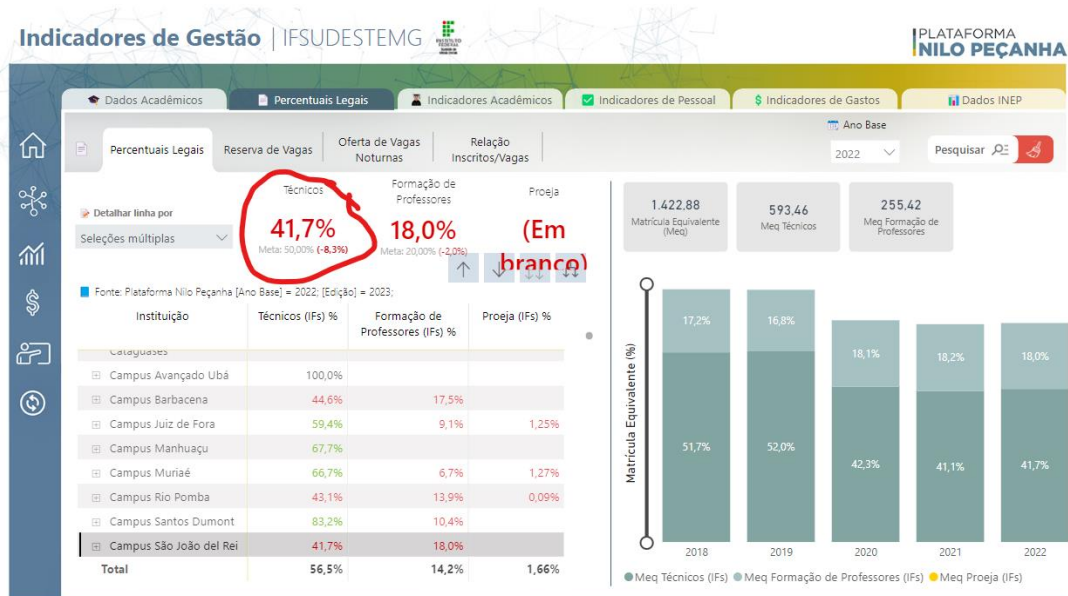 Indicadores de Gestão | IFSUDESTEMG
PLATAFORMA
NILO PEÇANHA
Dados Acadêmicos
Percentuais Legais
Indicadores Acadêmicos
Indicadores de Pessoal
$ Indicadores de Gastos
Dados INEP
Percentuais Legais
Reserva de Vagas
Oferta de Vagas
Noturnas
Relação
Inscritos/Vagas
Ano Base
2022
Pesquisar
Detalhar linha por
Seleções múltiplas
Técnicos
41,7%
Meta: 50,00% (-8,3%)
Formação de
Professores
18,0%
Meta: 20,00% (-2,0%)
Proeja
(Em
branco)
Fonte: Plataforma Nilo Peçanha [Ano Base] = 2022; [Edição] = 2023;
Instituição Técnicos (IFs) % Formação de Professores (IFs) % Proeja (IFs) %
Cataguases
Campus Avançado Ubá 100,0%
Campus Barbacena 44,6% 17,5%
Campus Juiz de Fora 59,4% 9,1% 1,25%
Campus Manhuaçu 67,7%
Campus Muriaé 66,7% 6,7% 1,27%
Campus Rio Pomba 43,1% 13,9% 0,09%
Campus Santos Dumont 83,2% 10,4%
Campus São João del Rei 41,7% 18,0%
Total 56,5% 14,2% 1,66%
1.422,88
Matrícula Equivalente
(Meq)
593,46
Meq Técnicos
255,42
Meq Formação de
Professores
Matrícula Equivalente (%)
17,2% 16,8% 18,1% 18,2% 18,0%
51,7% 52,0% 42,3% 41,1% 41,7%
2018 2019 2020 2021 2022
Meq Técnicos (IFs) Meq Formação de Professores (IFs) Meq Proeja (IFs)